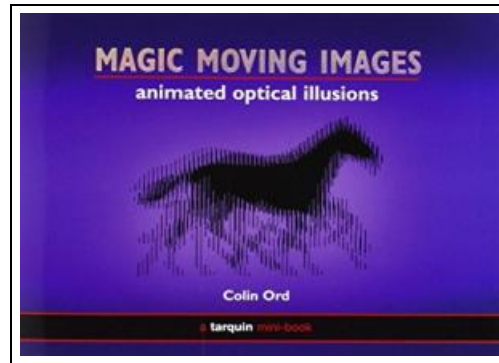 MAGIC MOVING IMAGES
animated optical illusions
Colin Ord
a tarquin mini-book